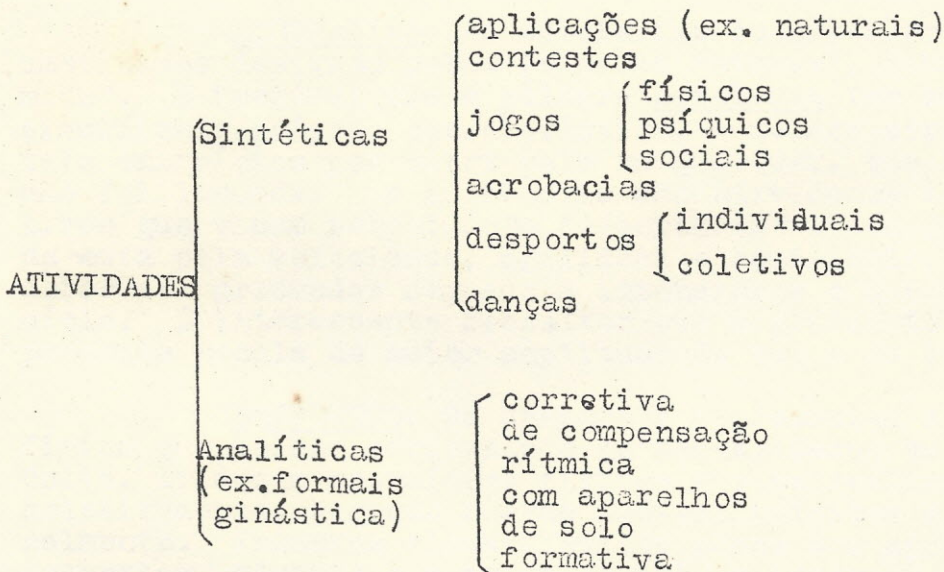 aplicações (ex. naturais)
contestes
físicos
jogos psíquicos
sociais
Sintéticas
acrobacias
individuais
desportos
coletivos
ATIVIDADES
danças
corretiva
de compensação
Analíticas
rítmica
(ex.formais
com aparelhos
ginástica)
de solo
formativa